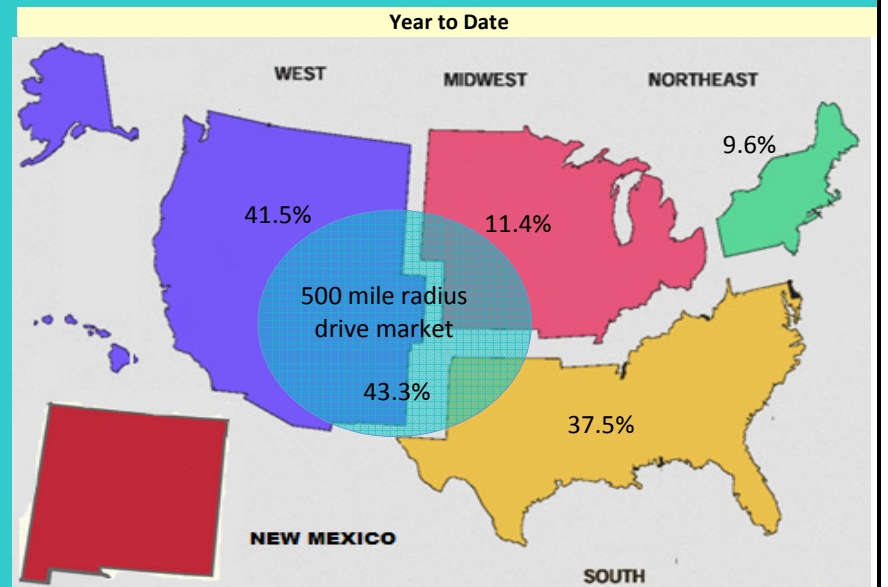 Year to Date
WEST
MIDWEST
NORTHEAST
9.6%
41.5%
11.4%
500 mile radius
drive market
43.3%
37.5%
NEW MEXICO
SOUTH